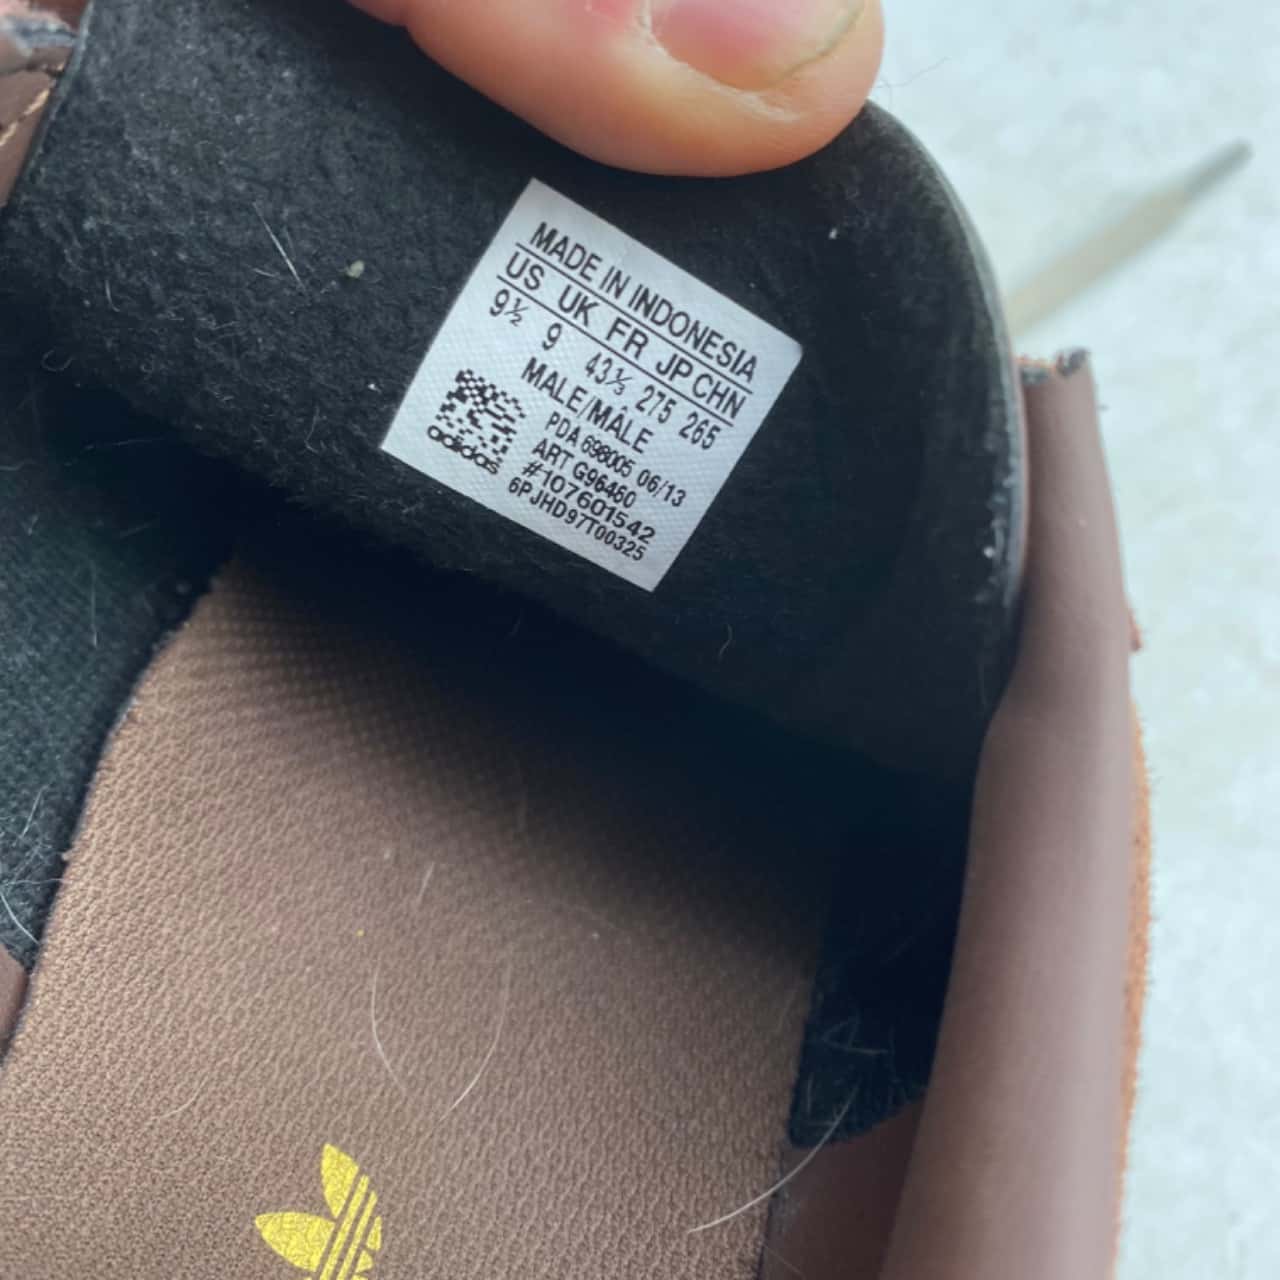 MADE IN INDONESIA
US UK FR JP CHN
9½ 9 43⅓ 275 265
MALE/MÂLE
PDA 698005 06/13
ART G96460
#107601542
6PJHD97T00325
adidas